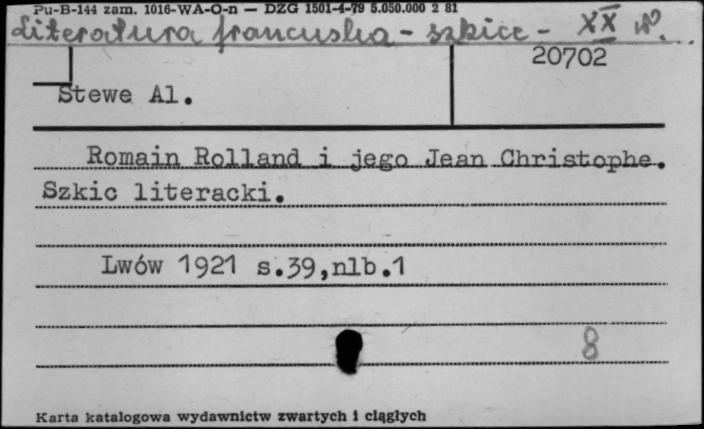 Pu-B-144 zam. 1016-WA-O-n — DZG 1501-4-79 5.050.000 2 81
Literatura francuska - szkice - XX w.
20702
Stewe Al.
Romain Rolland i jego Jean Christophe.
Szkic literacki.
Lwów 1921 s.39,nlb.1
8
Karta katalogowa wydawnictw zwartych i ciągłych